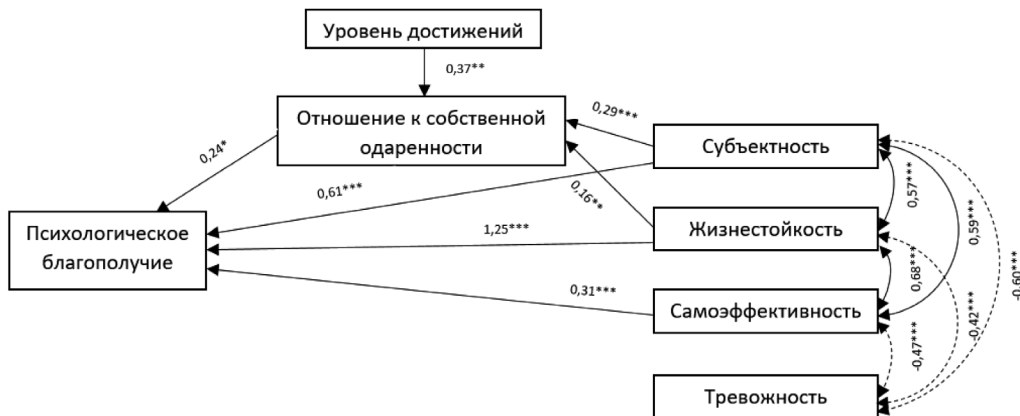 Уровень достижений
0,37**
Отношение к собственной
одаренности
0,29***
Субъектность
0,24*
0,61***
0,16**
0,57***
0,59***
-0,60***
Психологическое
благополучие
1,25***
Жизнестойкость
0,68***
-0,42***
0,31***
Самоэффективность
-0,47***
Тревожность